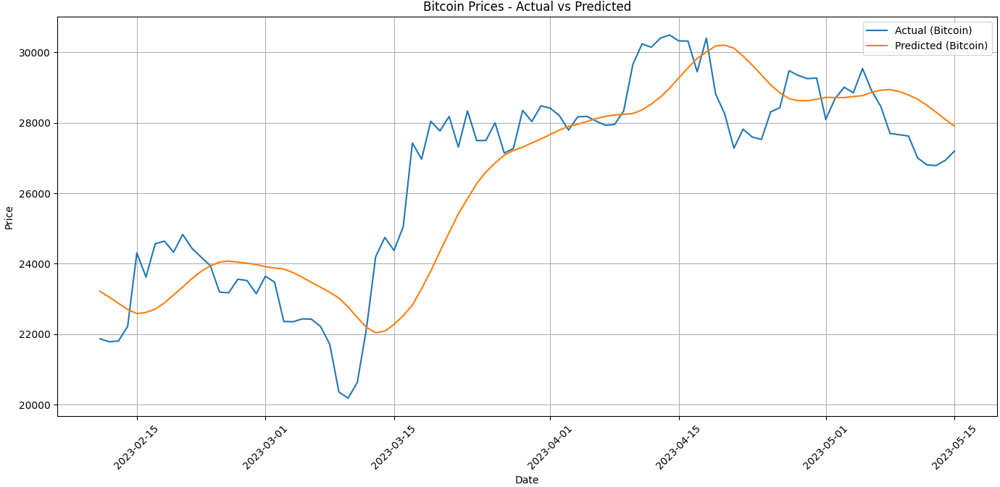 Bitcoin Prices - Actual vs Predicted
Actual (Bitcoin)
Predicted (Bitcoin)
Price
30000
28000
26000
24000
22000
20000
2023-02-15
2023-03-01
2023-03-15
2023-04-01
2023-04-15
2023-05-01
2023-05-15
Date